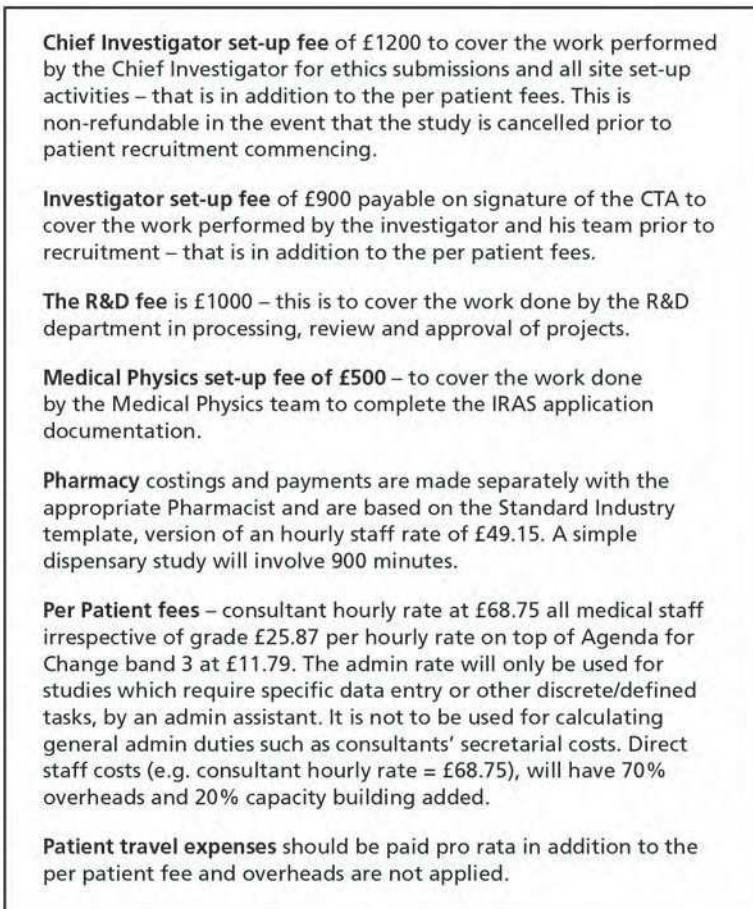 Chief Investigator set-up fee of £1200 to cover the work performed
by the Chief Investigator for ethics submissions and all site set-up
activities – that is in addition to the per patient fees. This is
non-refundable in the event that the study is cancelled prior to
patient recruitment commencing.
Investigator set-up fee of £900 payable on signature of the CTA to
cover the work performed by the investigator and his team prior to
recruitment – that is in addition to the per patient fees.
The R&D fee is £1000 – this is to cover the work done by the R&D
department in processing, review and approval of projects.
Medical Physics set-up fee of £500 – to cover the work done
by the Medical Physics team to complete the IRAS application
documentation.
Pharmacy costings and payments are made separately with the
appropriate Pharmacist and are based on the Standard Industry
template, version of an hourly staff rate of £49.15. A simple
dispensary study will involve 900 minutes.
Per Patient fees – consultant hourly rate at £68.75 all medical staff
irrespective of grade £25.87 per hourly rate on top of Agenda for
Change band 3 at £11.79. The admin rate will only be used for
studies which require specific data entry or other discrete/defined
tasks, by an admin assistant. It is not to be used for calculating
general admin duties such as consultants' secretarial costs. Direct
staff costs (e.g. consultant hourly rate = £68.75), will have 70%
overheads and 20% capacity building added.
Patient travel expenses should be paid pro rata in addition to the
per patient fee and overheads are not applied.